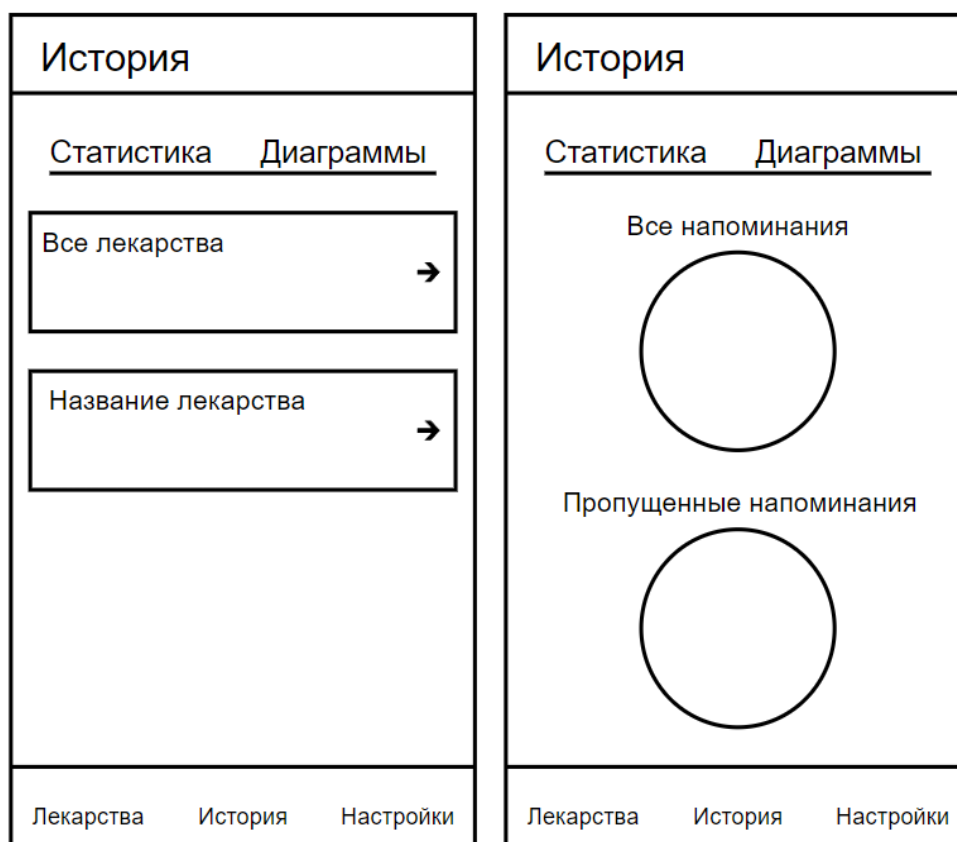 История
Статистика Диаграммы
Все лекарства
Название лекарства
Лекарства История Настройки
История
Статистика Диаграммы
Все напоминания
Пропущенные напоминания
Лекарства История Настройки